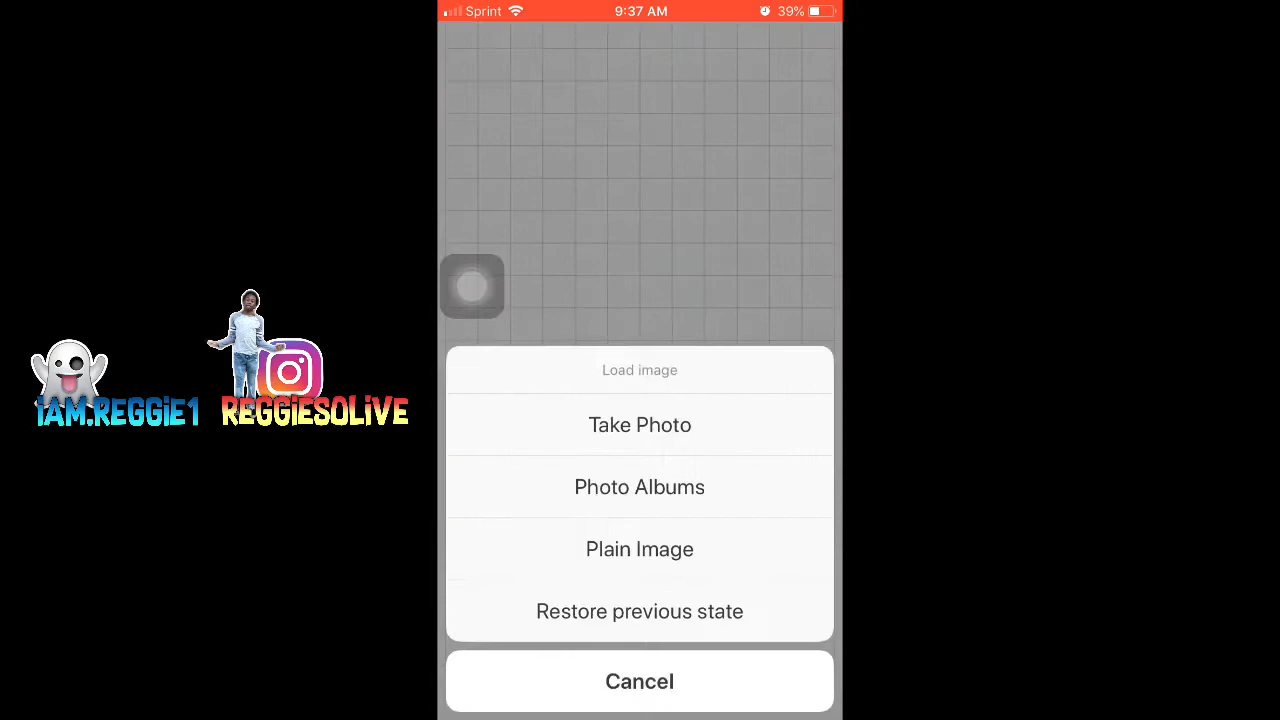 Sprint 9:37 AM 39%
Load image
Take Photo
Photo Albums
Plain Image
Restore previous state
Cancel
iAM.REGGiE1 REGGiESOLiVE